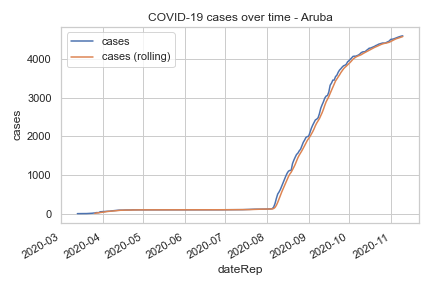 COVID-19 cases over time - Aruba
cases
cases (rolling)
4000
3000
2000
1000
0
cases
2020-03
2020-04
2020-05
2020-06
2020-07
2020-08
2020-09
2020-10
2020-11
dateRep